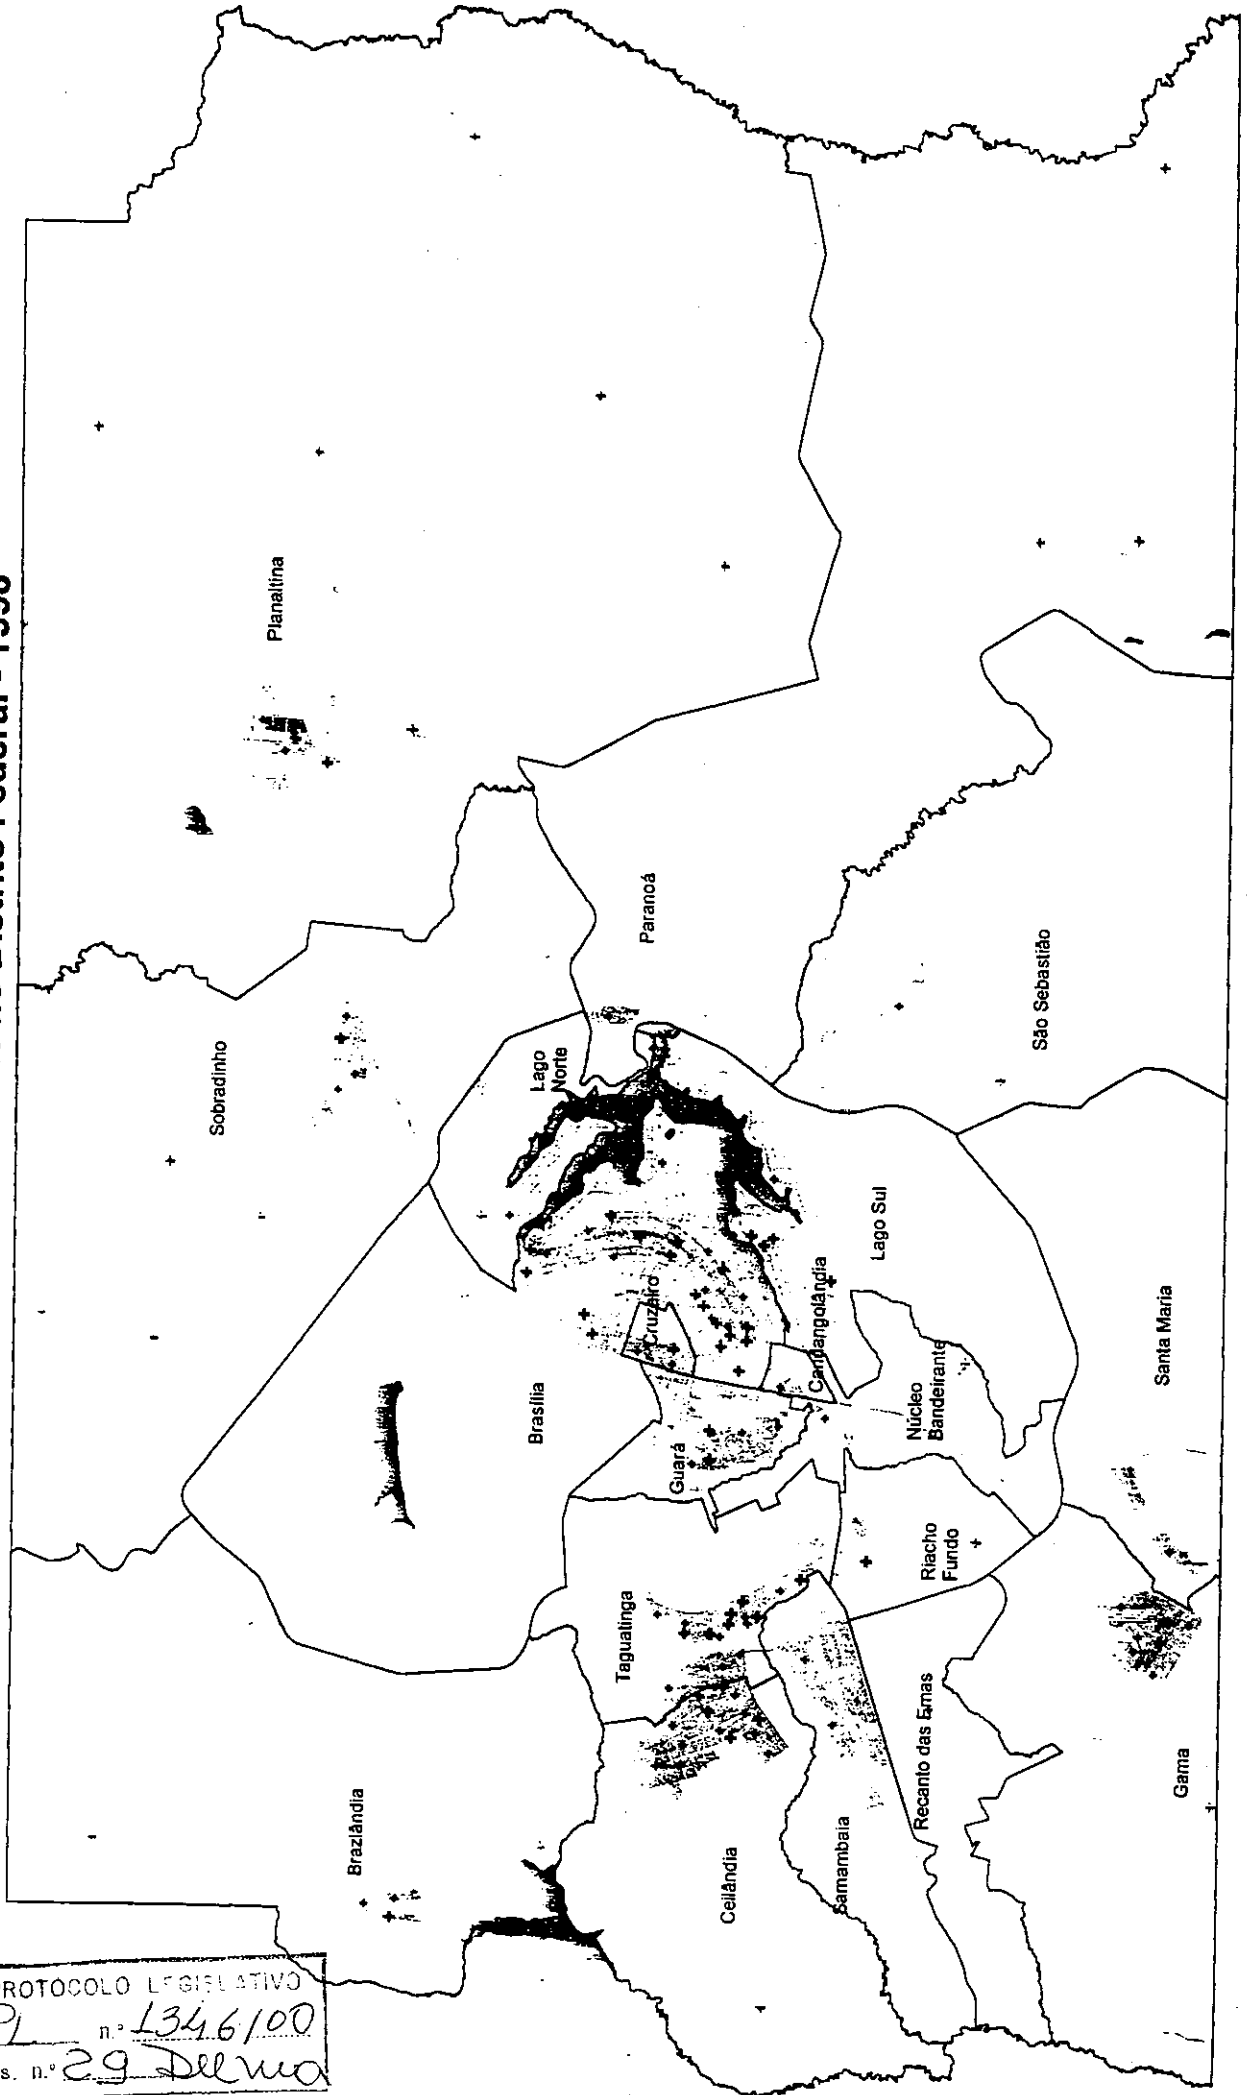 Distrito Federal - 1998
Planaltina
Sobradinho
Paranoá
Lago
Norte
São Sebastião
Brasília
Cruzeiro
Lago Sul
Candangolândia
Guará
Núcleo
Bandeirante
Santa Maria
Taguatinga
Riacho
Fundo
Brazlândia
Ceilândia
Samambaia
Recanto das Emas
Gama
PROTOCOLO LEGISLATIVO
PL n.º 1346/00
s. n.º 29